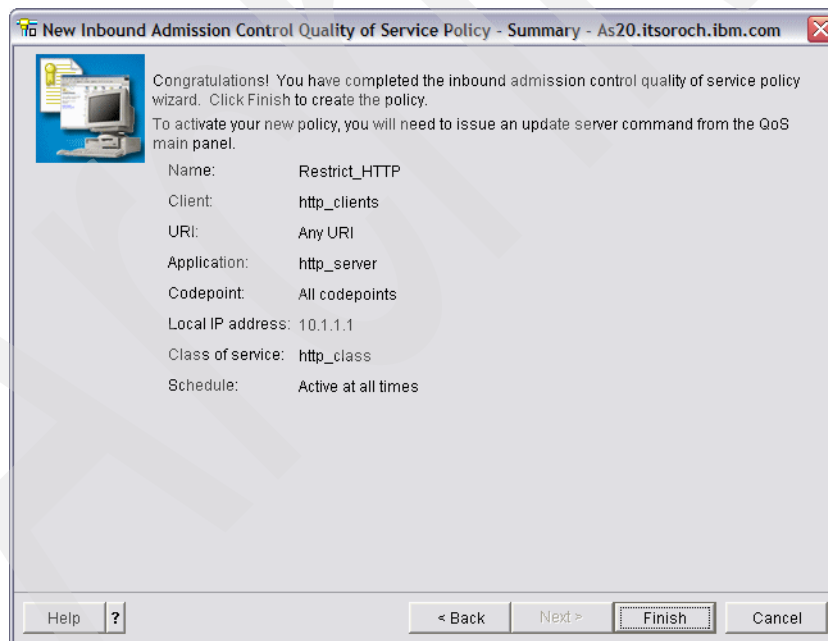 New Inbound Admission Control Quality of Service Policy - Summary - As20.itsoroch.ibm.com
Congratulations! You have completed the inbound admission control quality of service policy
wizard. Click Finish to create the policy.
To activate your new policy, you will need to issue an update server command from the QoS
main panel.
Name: Restrict_HTTP
Client: http_clients
URI: Any URI
Application: http_server
Codepoint: All codepoints
Local IP address: 10.1.1.1
Class of service: http_class
Schedule: Active at all times
Help ? < Back Next > Finish Cancel